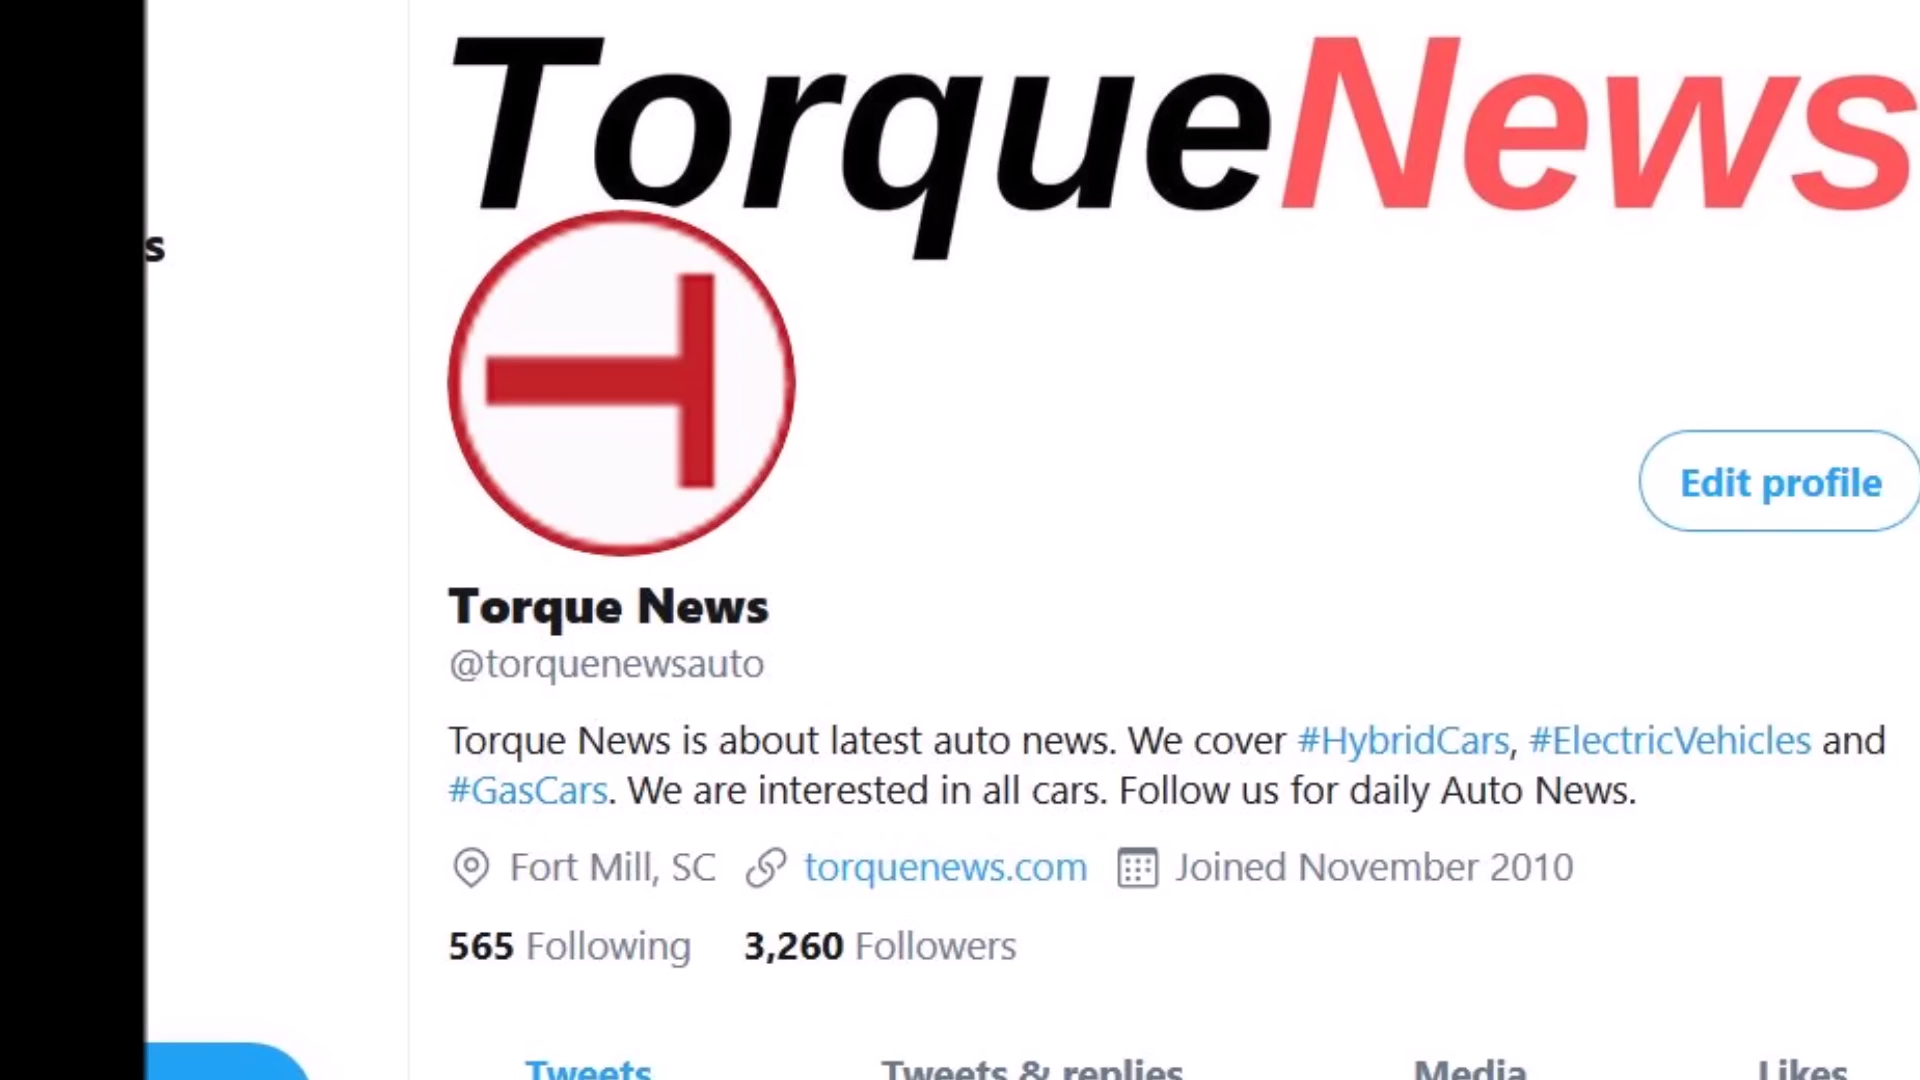 TorqueNews
s
T
Edit profile
Torque News
@torquenewsauto
Torque News is about latest auto news. We cover #HybridCars, #ElectricVehicles and
#GasCars. We are interested in all cars. Follow us for daily Auto News.
Fort Mill, SC torquenews.com Joined November 2010
565 Following 3,260 Followers
Tweets Tweets & replies Media Likes